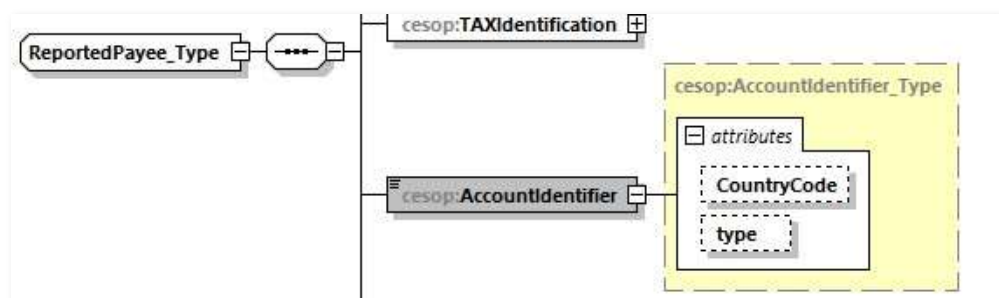 cesop:TAXIdentification
ReportedPayee_Type
cesop:AccountIdentifier_Type
attributes
CountryCode
cesop:AccountIdentifier
type